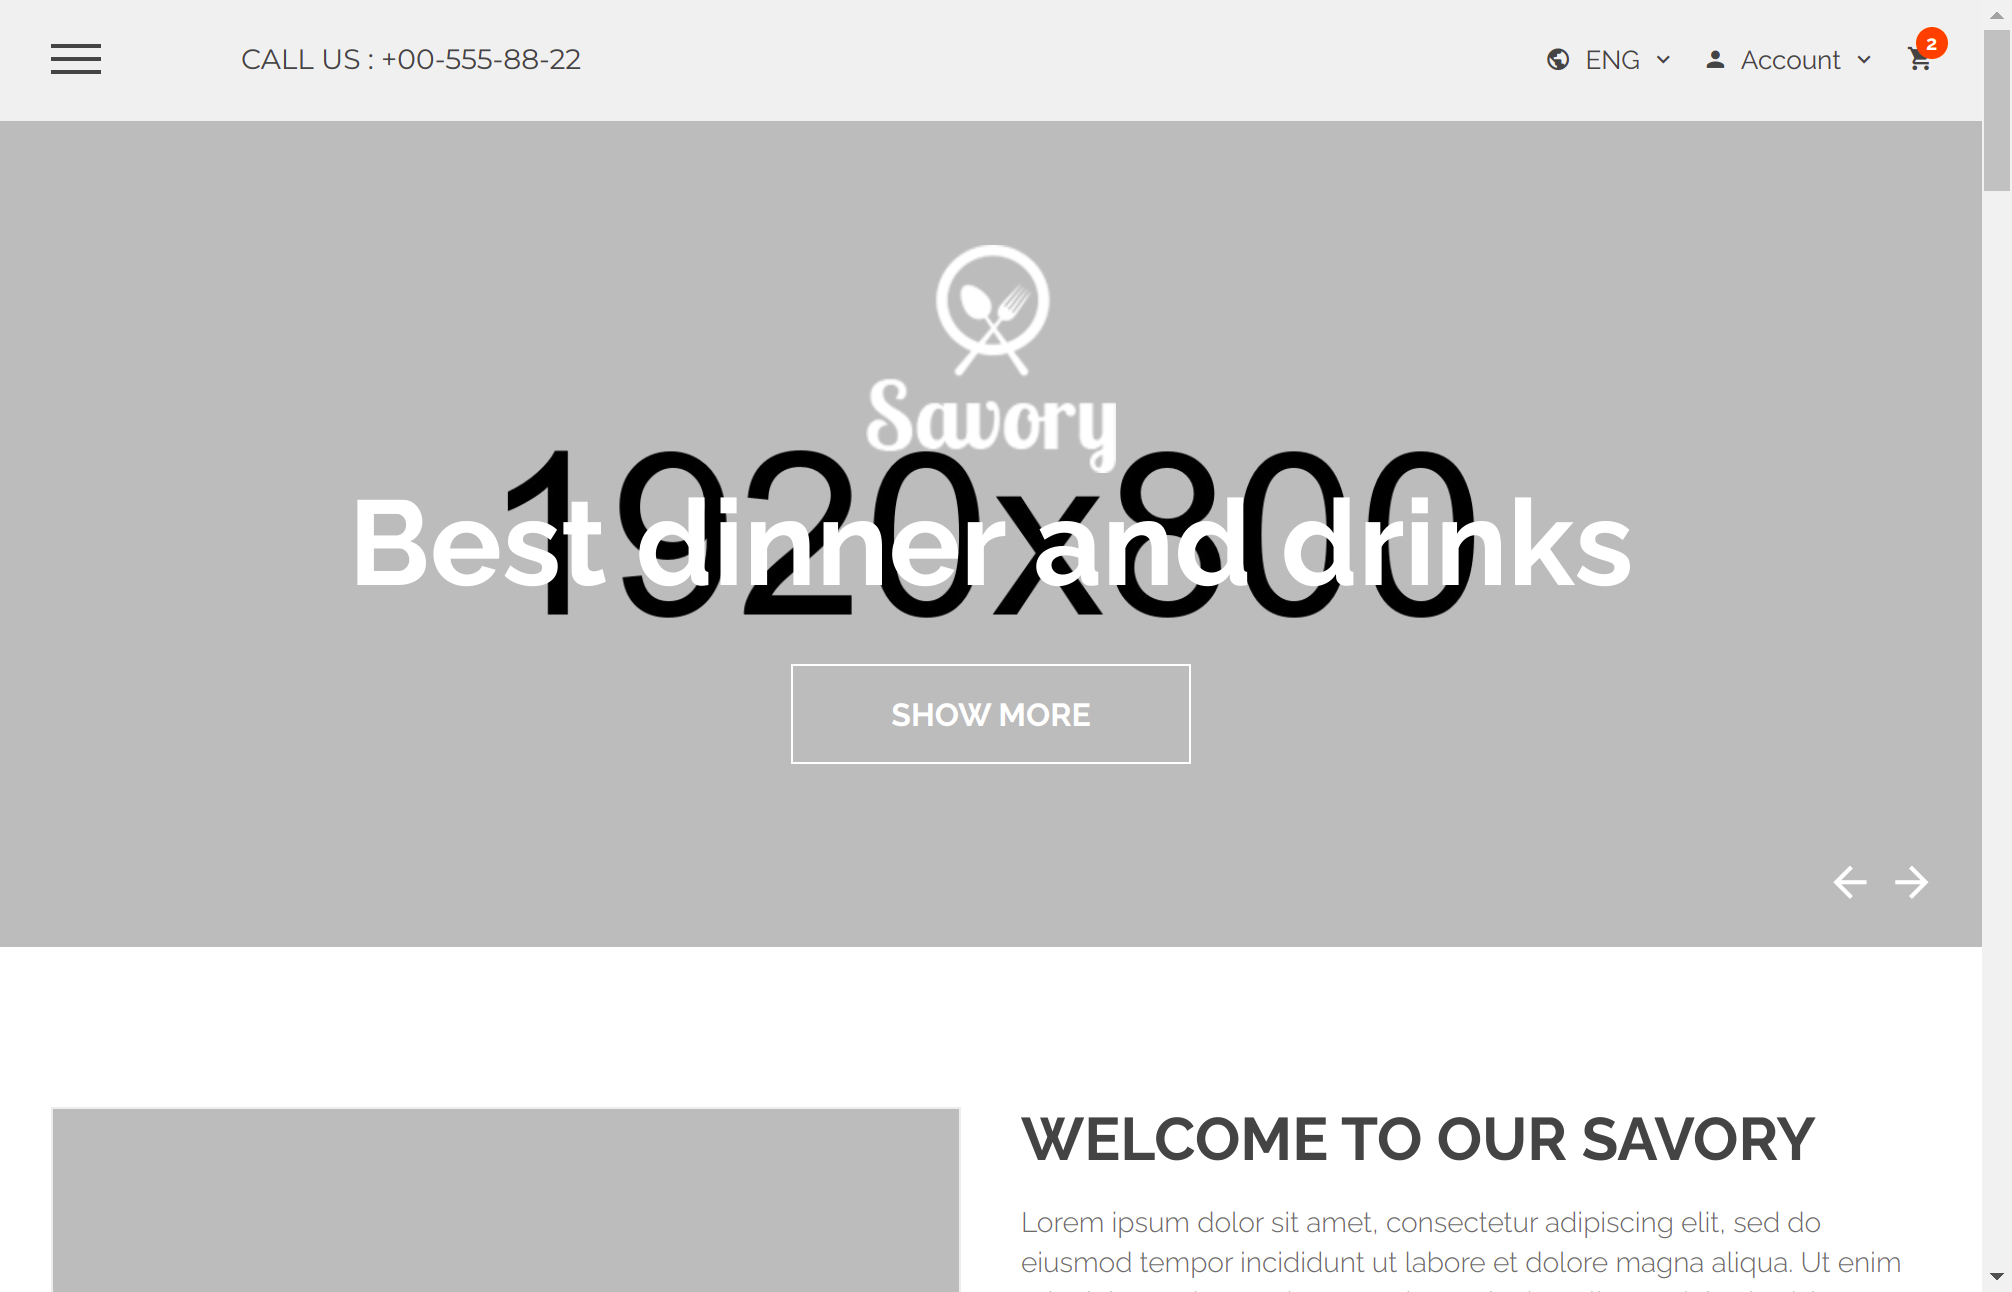 CALL US : +00-555-88-22
ENG
Account
2
Savory
1920x800
Best dinner and drinks
SHOW MORE
WELCOME TO OUR SAVORY
Lorem ipsum dolor sit amet, consectetur adipiscing elit, sed do
eiusmod tempor incididunt ut labore et dolore magna aliqua. Ut enim